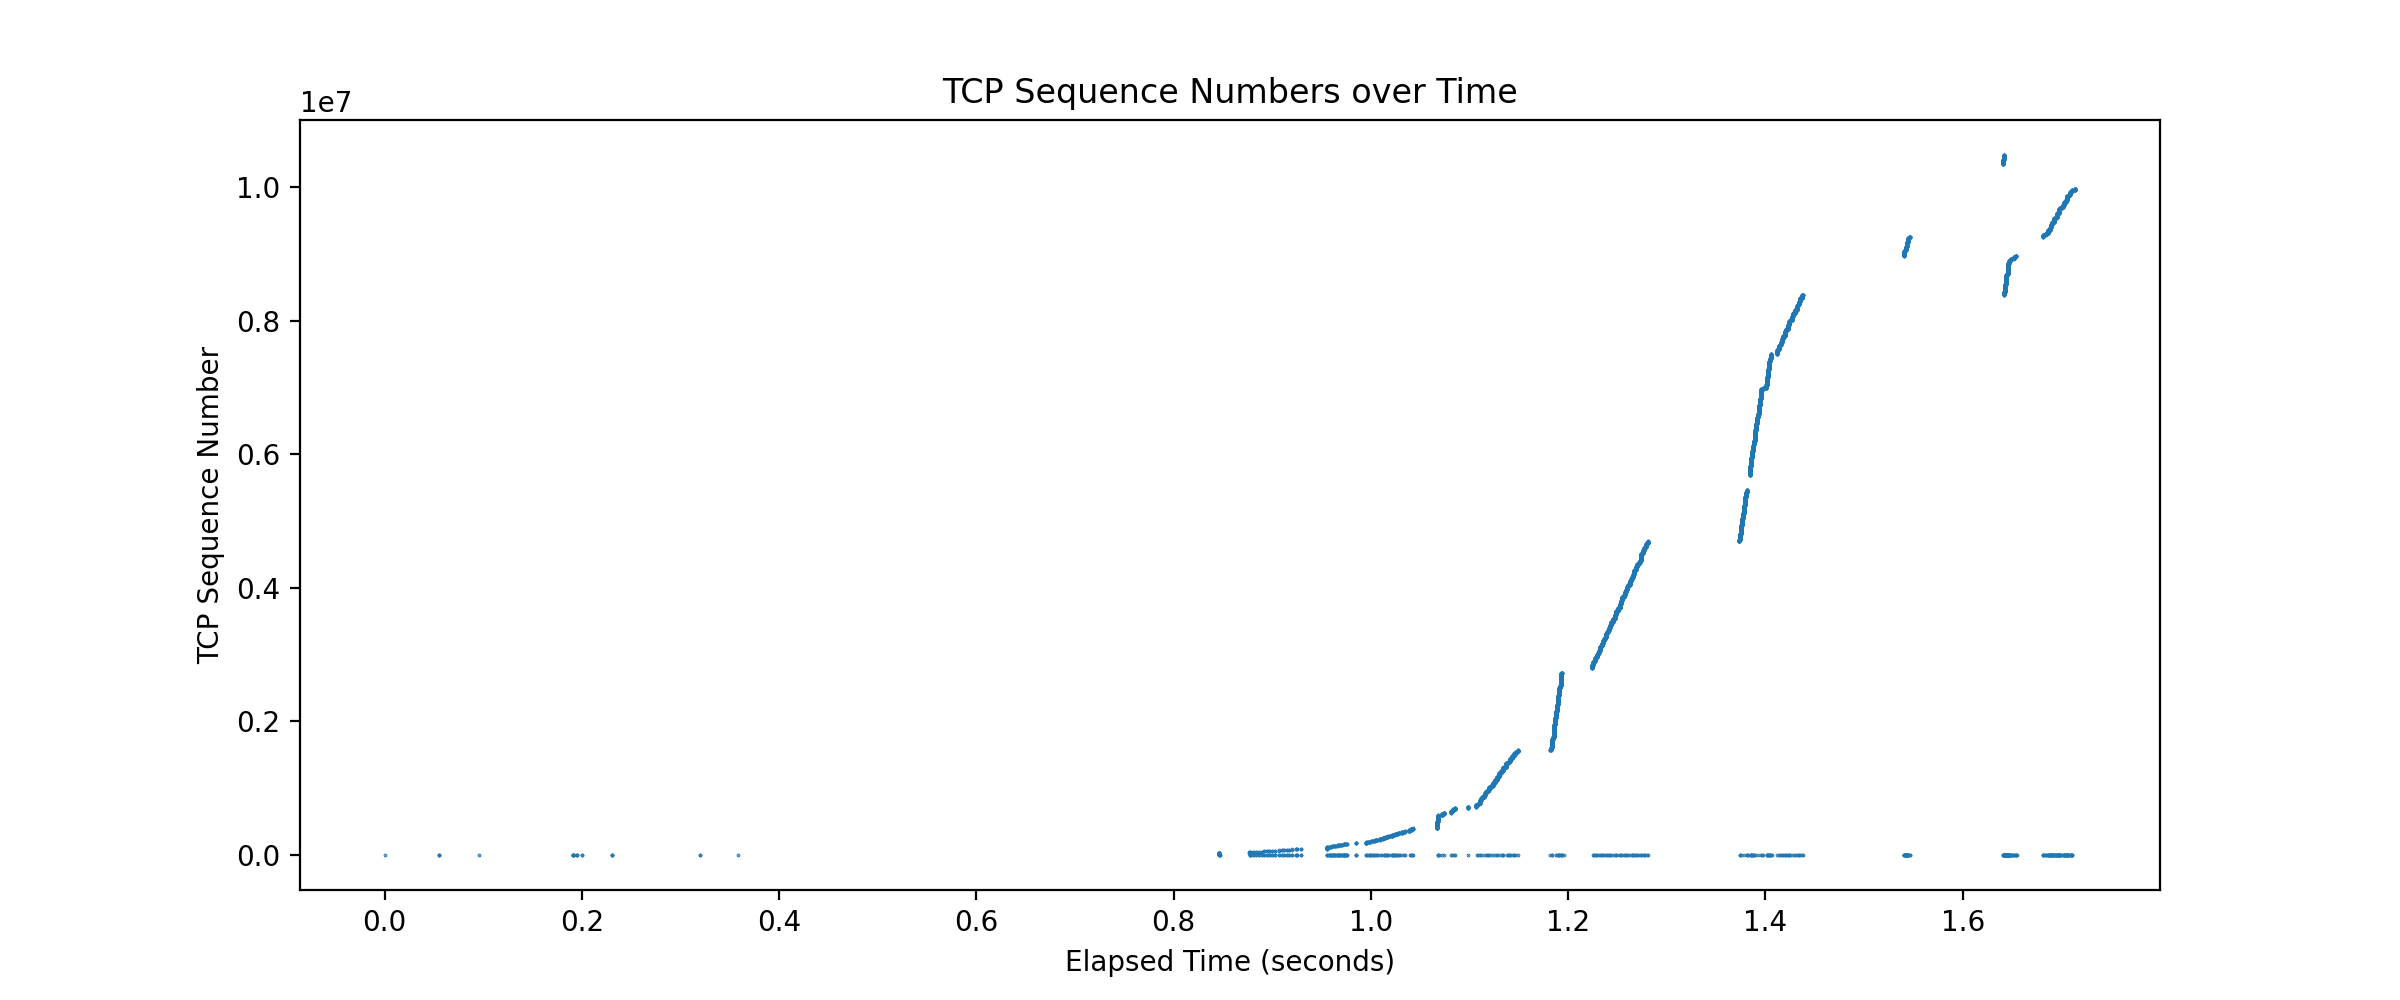 TCP Sequence Numbers over Time
1e7
1.0
0.8
0.6
0.4
0.2
0.0
TCP Sequence Number
0.0 0.2 0.4 0.6 0.8 1.0 1.2 1.4 1.6
Elapsed Time (seconds)